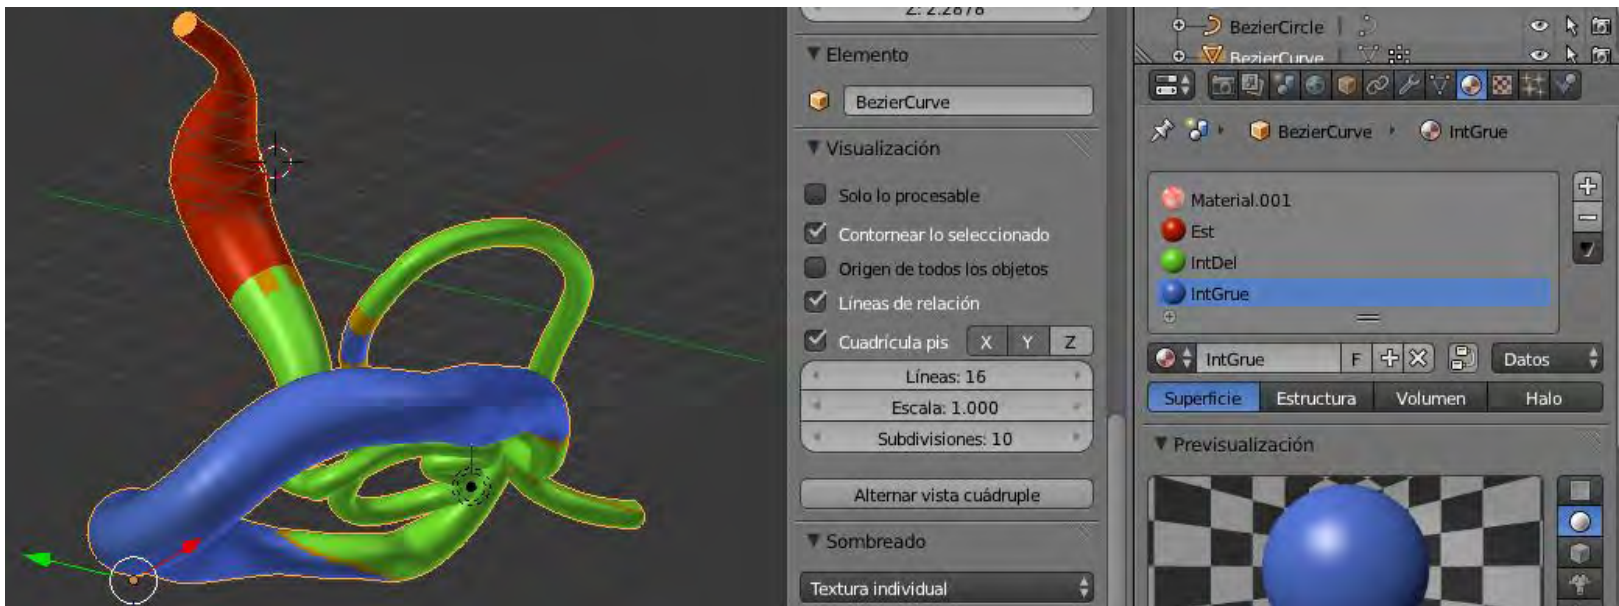 Z: 2.2878
Elemento
BezierCurve
Visualización
Solo lo procesable
Contornear lo seleccionado
Origen de todos los objetos
Líneas de relación
Cuadrícula pis X Y Z
Líneas: 16
Escala: 1.000
Subdivisiones: 10
Alternar vista cuádruple
Sombreado
Textura individual
BezierCircle
BezierCurve
BezierCurve IntGrue
Material.001
Est
IntDel
IntGrue
IntGrue F Datos
Superficie Estructura Volumen Halo
Previsualización